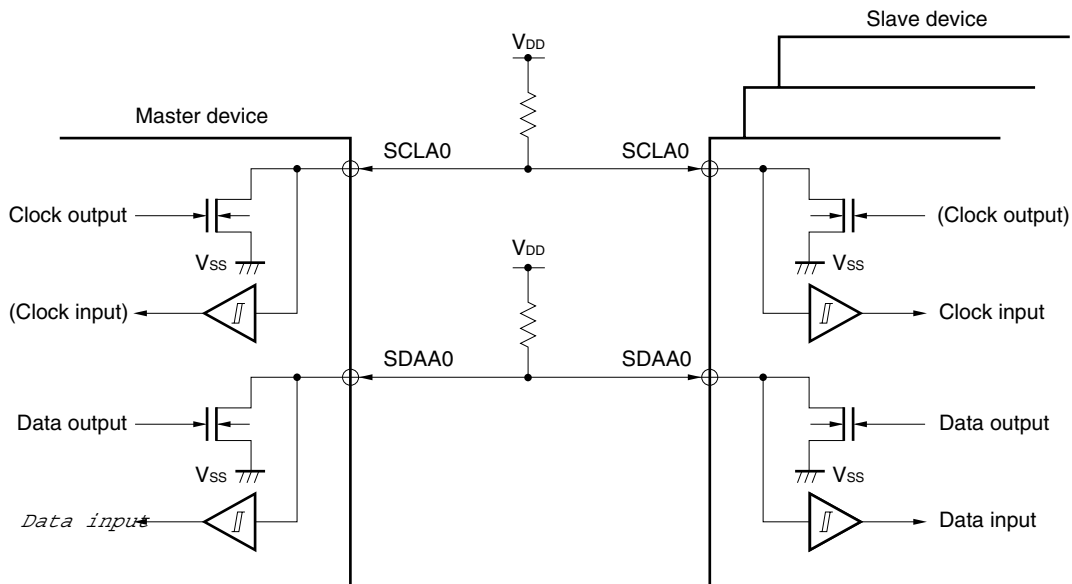 Slave device
VDD
Master device
SCLA0
SCLA0
Clock output
(Clock output)
VSS
VDD
VSS
(Clock input)
Clock input
SDAA0
SDAA0
Data output
Data output
VSS
VSS
Data input
Data input